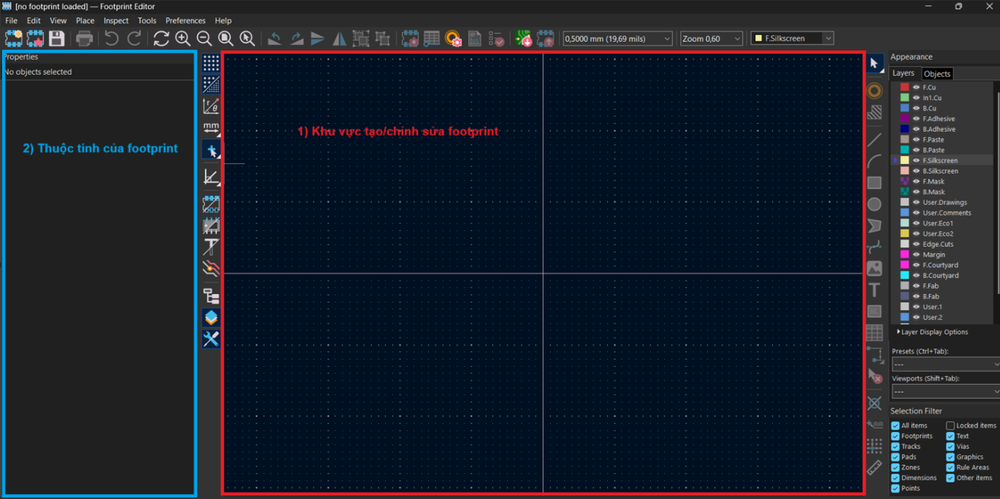 [no footprint loaded] — Footprint Editor
File Edit View Place Inspect Tools Preferences Help
0,5000 mm (19,69 mils) Zoom 0,60 F.Silkscreen
Properties
No objects selected
2) Thuộc tính của footprint
mm
1) Khu vực tạo/chỉnh sửa footprint
Appearance
Layers Objects
F.Cu
In1.Cu
B.Cu
F.Adhesive
B.Adhesive
F.Paste
B.Paste
F.Silkscreen
B.Silkscreen
F.Mask
B.Mask
User.Drawings
User.Comments
User.Eco1
User.Eco2
Edge.Cuts
Margin
F.Courtyard
B.Courtyard
F.Fab
B.Fab
User.1
User.2
Layer Display Options
Presets (Ctrl+Tab):
---
Viewports (Shift+Tab):
---
Selection Filter
All items Locked items
Footprints Text
Tracks Vias
Pads Graphics
Zones Rule Areas
Dimensions Other items
Points